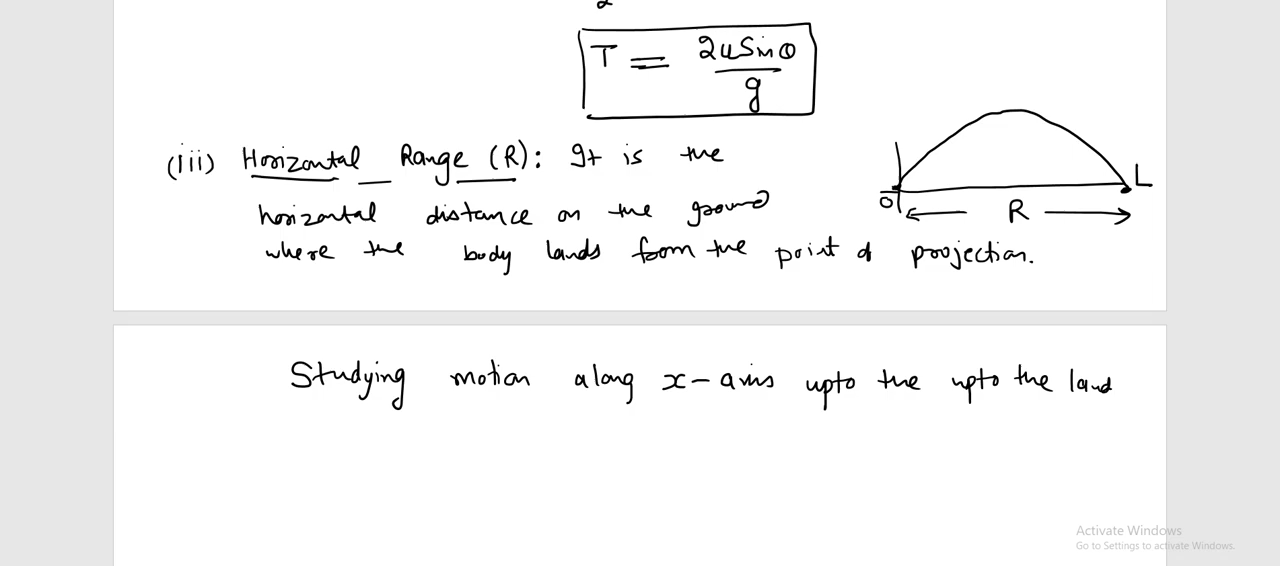 2
T = 2uSinθ
g
(iii) Horizontal Range (R): It is the
horizontal distance on the ground
where the body lands from the point of projection.
O L
R
Studying motion along x-axis upto the upto the land
Activate Windows
Go to Settings to activate Windows.